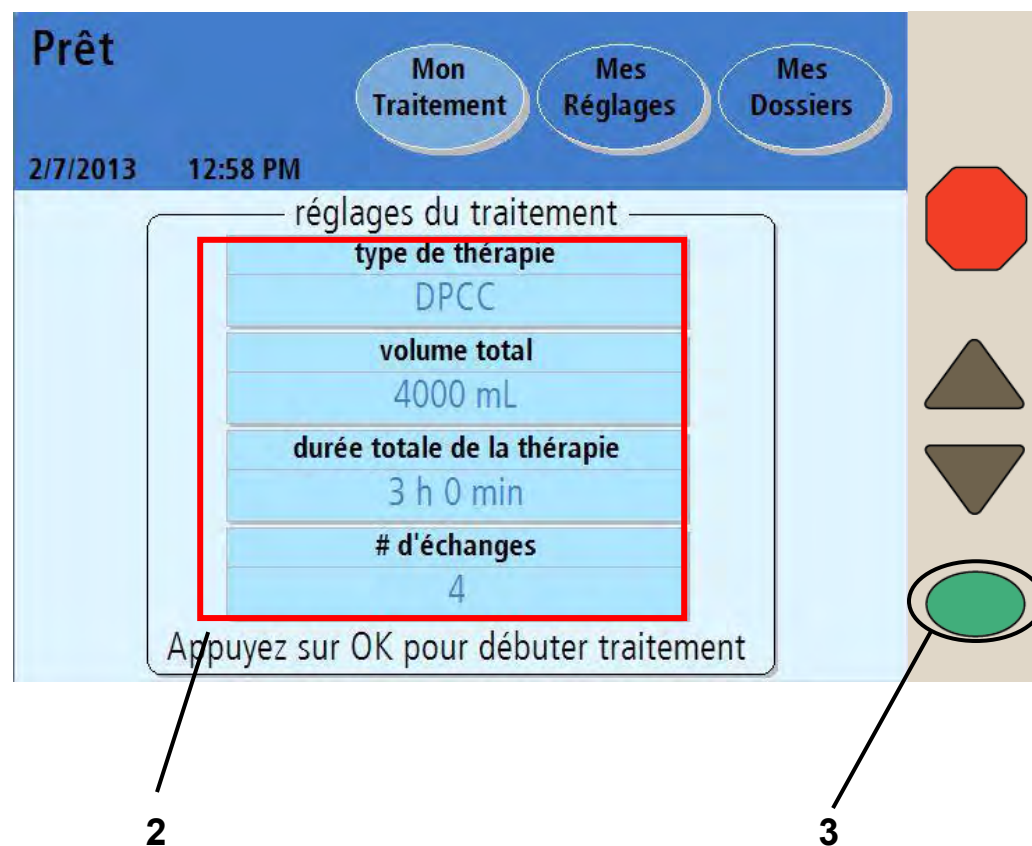 Prêt
Mon
Traitement
Mes
Réglages
Mes
Dossiers
2/7/2013 12:58 PM
réglages du traitement
type de thérapie
DPCC
volume total
4000 mL
durée totale de la thérapie
3 h 0 min
# d'échanges
4
Appuyez sur OK pour débuter traitement
2
3